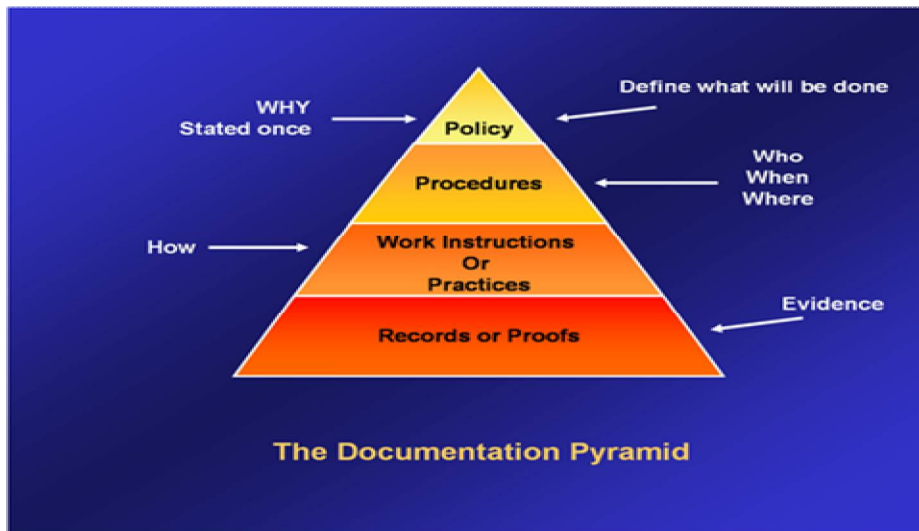 Define what will be done
WHY
Stated once
Policy
Who
When
Where
Procedures
How
Work Instructions
Or
Practices
Evidence
Records or Proofs
The Documentation Pyramid